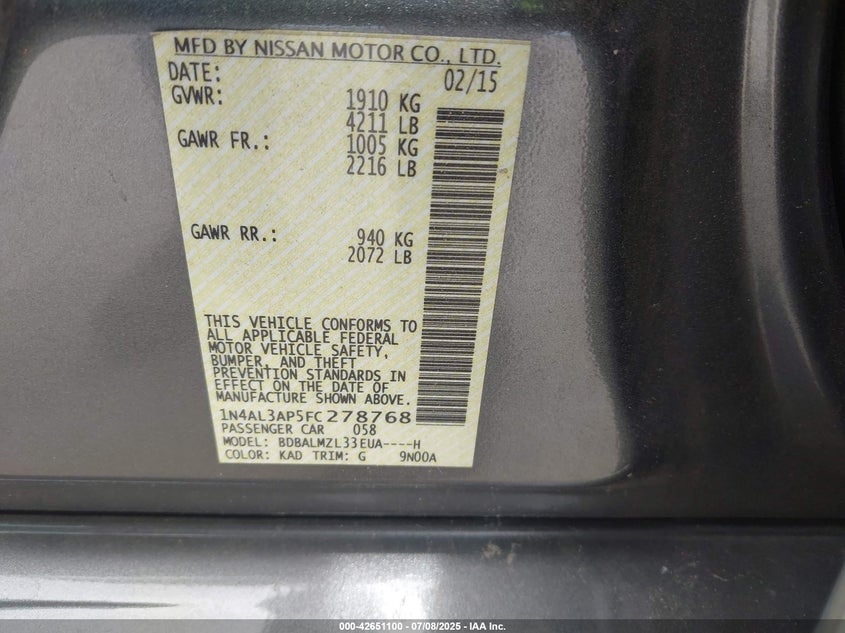 MFD BY NISSAN MOTOR CO., LTD.
DATE: 02/15
GVWR: 1910 KG
4211 LB
GAWR FR.: 1005 KG
2216 LB
GAWR RR.: 940 KG
2072 LB
THIS VEHICLE CONFORMS TO
ALL APPLICABLE FEDERAL
MOTOR VEHICLE SAFETY,
BUMPER, AND THEFT
PREVENTION STANDARDS IN
EFFECT ON THE DATE OF
MANUFACTURE SHOWN ABOVE.
1N4AL3AP5FC278768
PASSENGER CAR 058
MODEL: BDBALMZL33EUA----H
COLOR: KAD TRIM: G 9N00A
000-42651100 - 07/08/2025 - IAA Inc.